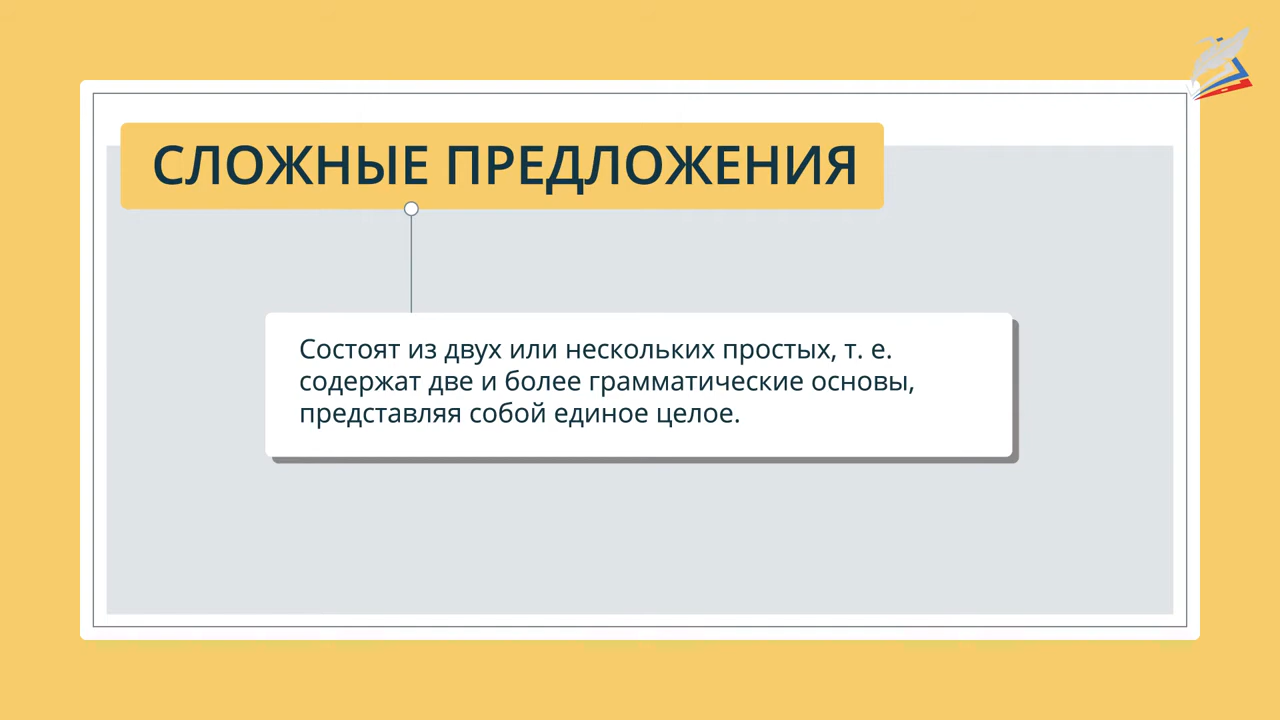 СЛОЖНЫЕ ПРЕДЛОЖЕНИЯ
Состоят из двух или нескольких простых, т. е.
содержат две и более грамматические основы,
представляя собой единое целое.